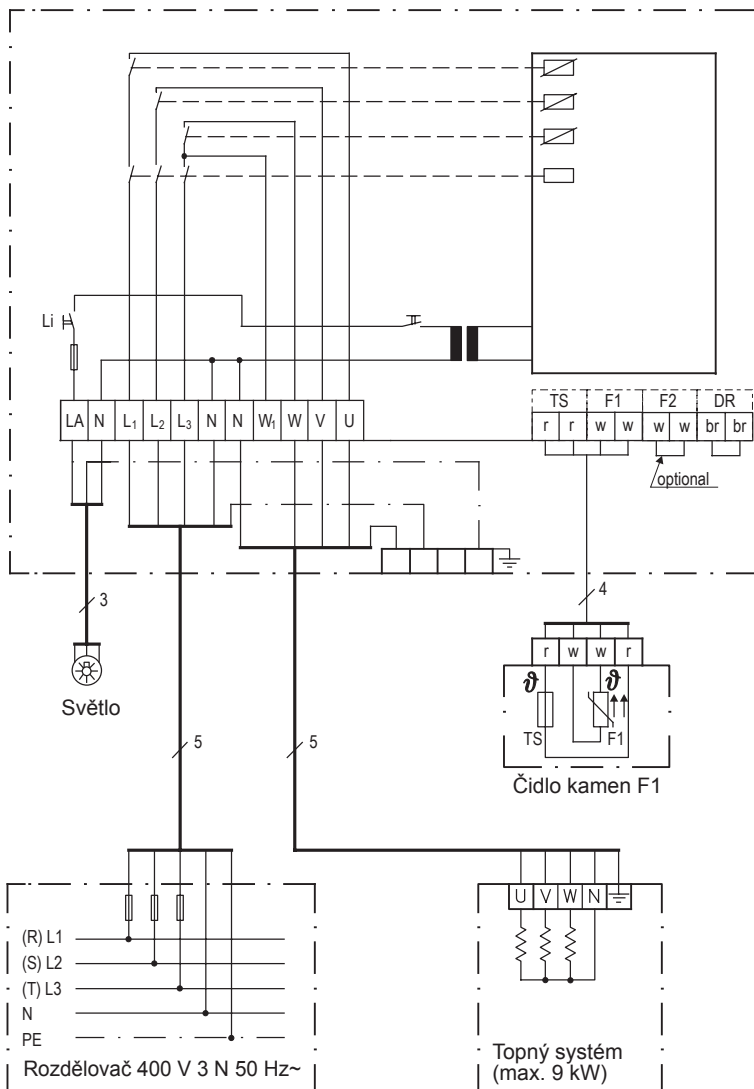 Li
LA N L1 L2 L3 N N W1 W V U
TS F1 F2 DR
r r w w w w br br
optional
3
4
r w w r
ϑ ϑ
TS F1
Světlo
5 5
Čidlo kamen F1
U V W N
(R) L1
(S) L2
(T) L3
N
PE
Rozdělovač 400 V 3 N 50 Hz~
Topný systém
(max. 9 kW)